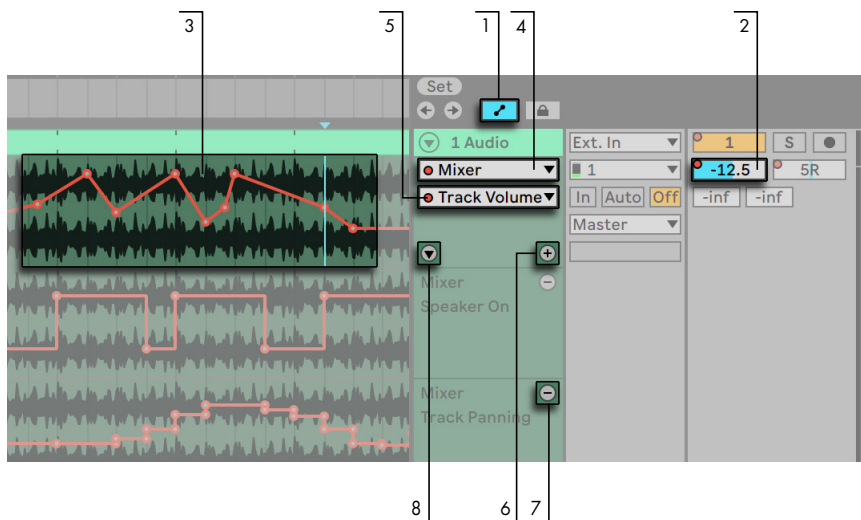 3 5 1 4 2
Set
1 Audio Ext. In 1 S
Mixer 1 -12.5 5R
Track Volume In Auto Off -inf -inf
Master
Mixer
Speaker On
Mixer
Track Panning
8 6 7